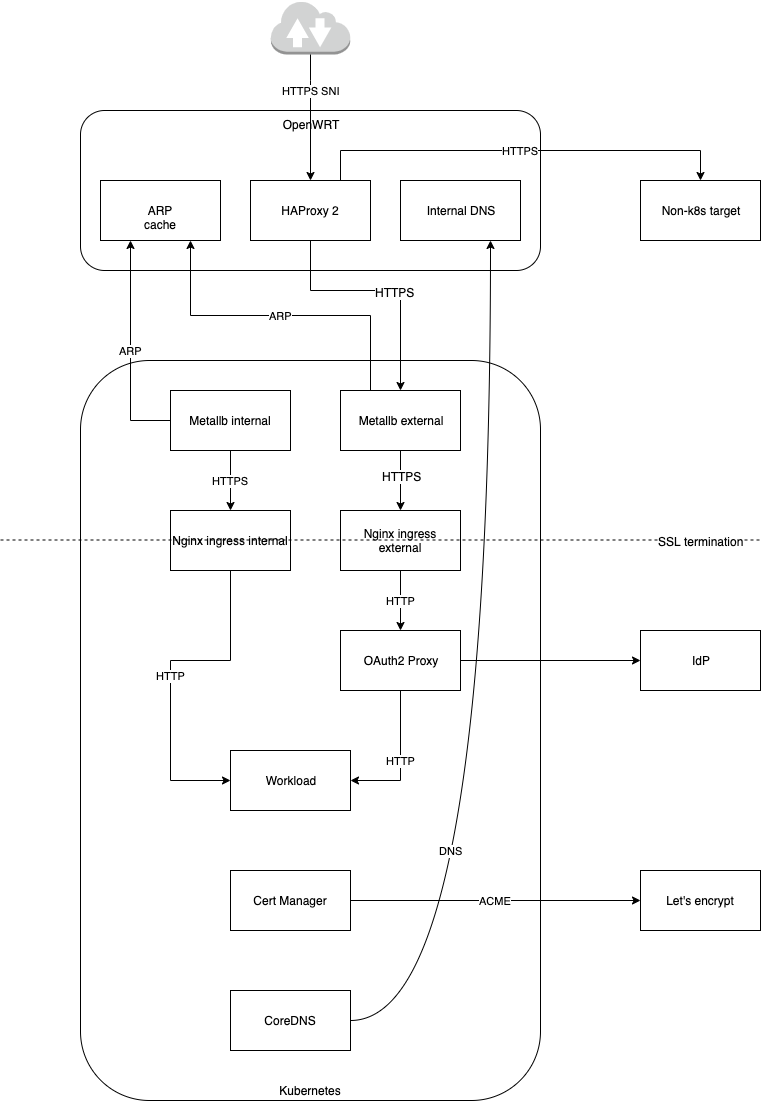 HTTPS SNI
OpenWRT
HTTPS
ARP
cache
HAProxy 2
Internal DNS
Non-k8s target
HTTPS
ARP
ARP
Metallb internal
Metallb external
HTTPS
HTTPS
Nginx ingress internal
Nginx ingress
external
SSL termination
HTTP
OAuth2 Proxy
IdP
HTTP
HTTP
Workload
DNS
Cert Manager
ACME
Let's encrypt
CoreDNS
Kubernetes